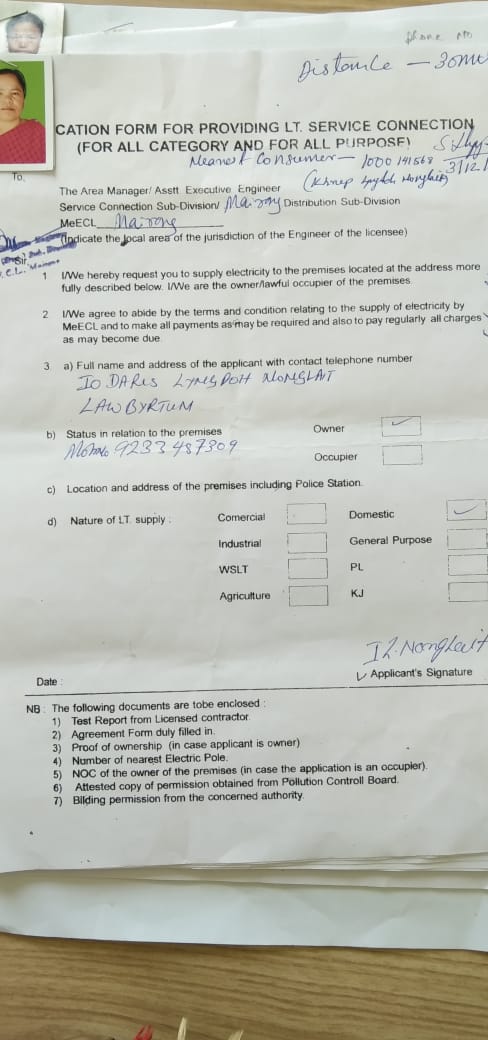 phone no
Distance - 30m
CATION FORM FOR PROVIDING LT. SERVICE CONNECTION
(FOR ALL CATEGORY AND FOR ALL PURPOSE)
Nearest Consumer - 1000141568
3/12/
To,
The Area Manager/ Asstt. Executive Engineer
Service Connection Sub-Division/ Mairang Distribution Sub-Division
MeECL Mairang
(Indicate the local area of the jurisdiction of the Engineer of the licensee)
Sir,
1 I/We hereby request you to supply electricity to the premises located at the address more
fully described below. I/We are the owner/lawful occupier of the premises.
2 I/We agree to abide by the terms and condition relating to the supply of electricity by
MeECL and to make all payments as may be required and also to pay regularly all charges
as may become due.
3. a) Full name and address of the applicant with contact telephone number
IO DARIS LYNGDOH NONGLAIT
LAWBYRTUM
b) Status in relation to the premises Owner
Mob No 9233487309
Occupier
c) Location and address of the premises including Police Station.
d) Nature of LT. supply : Comercial Domestic
Industrial General Purpose
WSLT PL
Agriculture KJ
I L. Nonglait
Date : Applicant's Signature
NB : The following documents are tobe enclosed :
1) Test Report from Licensed contractor.
2) Agreement Form duly filled in.
3) Proof of ownership (in case applicant is owner)
4) Number of nearest Electric Pole.
5) NOC of the owner of the premises (in case the application is an occupier).
6) Attested copy of permission obtained from Pollution Controll Board.
7) Bilding permission from the concerned authority.